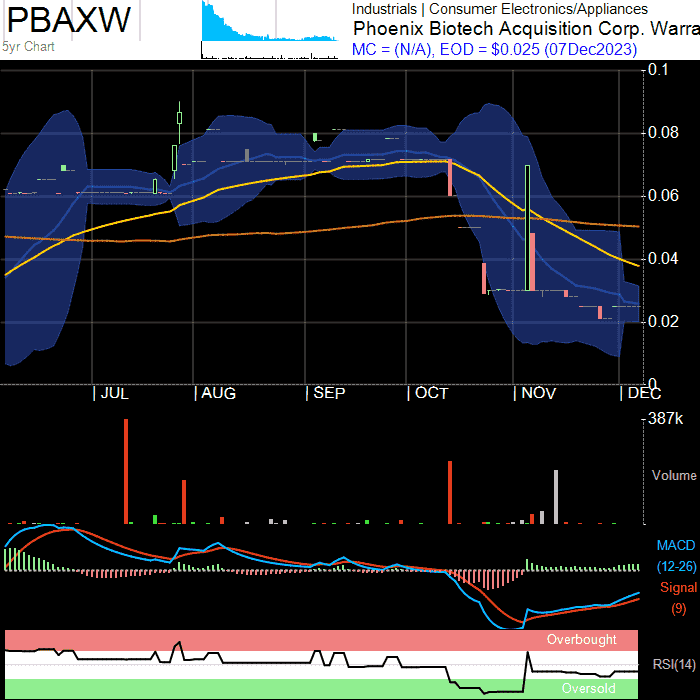 PBAXW
5yr Chart
Industrials | Consumer Electronics/Appliances
Phoenix Biotech Acquisition Corp. Warra
MC = (N/A), EOD = $0.025 (07Dec2023)
0.1
0.08
0.06
0.04
0.02
0
JUL AUG SEP OCT NOV DEC
387k
Volume
MACD
(12-26)
Signal
(9)
Overbought
RSI(14)
Oversold